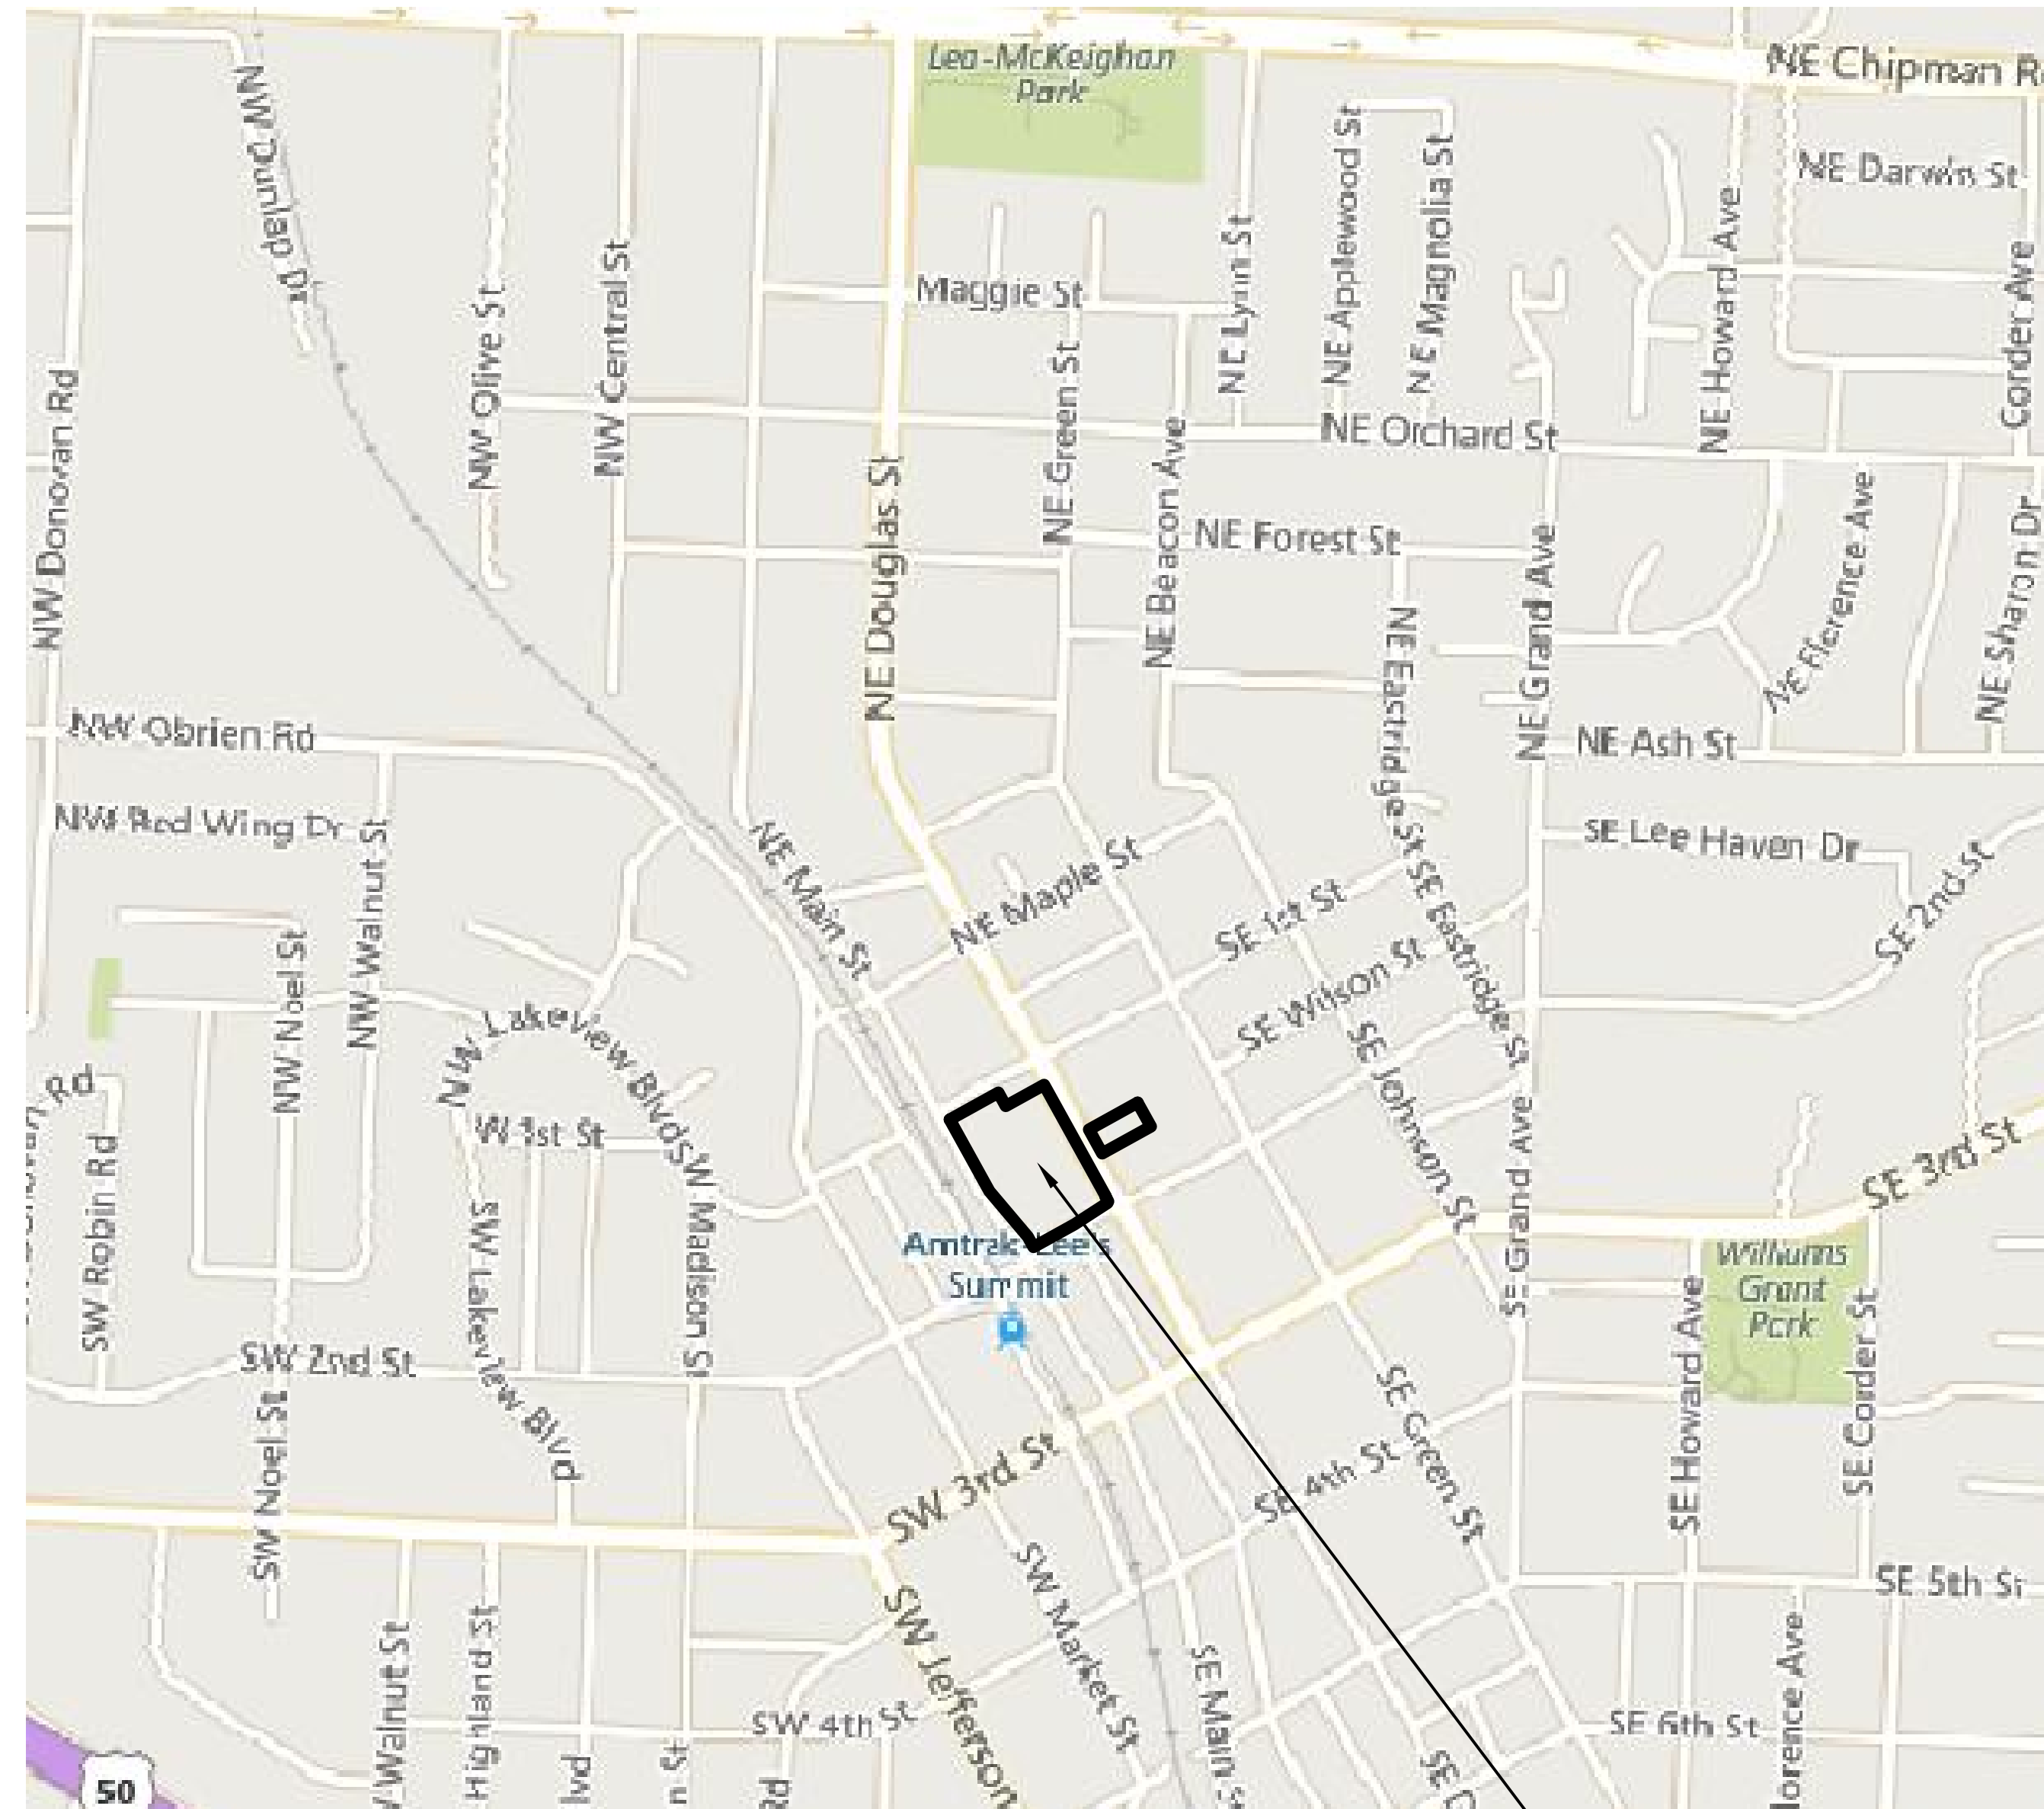 Lea-McKeighan
Park
NE Chipman R
NW Dunlap Dr
NE Darwin St
NE Applewood St
NE Magnolia St
NE Howard Ave
NE Lynn St
Corder Ave
NW Olive St
NW Central St
Maggie St
NE Green St
NE Orchard St
NW Donovan Rd
NE Douglas St
NE Beacon Ave
NE Forest St
NE Grand Ave
NE Florence Ave
NE Sharon Dr
NE Eastridge St
NW Obrien Rd
NE Ash St
NW Red Wing Dr
NE Main St
NE Maple St
SE Lee Haven Dr
SE 2nd St
NW Walnut St
SE 1st St
SE Eastridge St
NW Noel St
SE Wilson St
NW Lakeview Blvd
SE Johnson St
Rd
W 1st St
SW Robin Rd
SW Madison St
SE Grand Ave
SE 3rd St
SW Lakeview Blvd
Amtrak-Lee's
Summit
Williams
Grant
Park
SW 2nd St
SE Howard Ave
SE Corder St
SW Noel St
SW 3rd St
SE 4th St
SE Green St
SE 5th St
SW Market St
SW Jefferson
Walnut St
Highland St
SE Main S
SW 4th St
SE 6th St
lorence Ave
50
lvd
n St
Rd
SE D